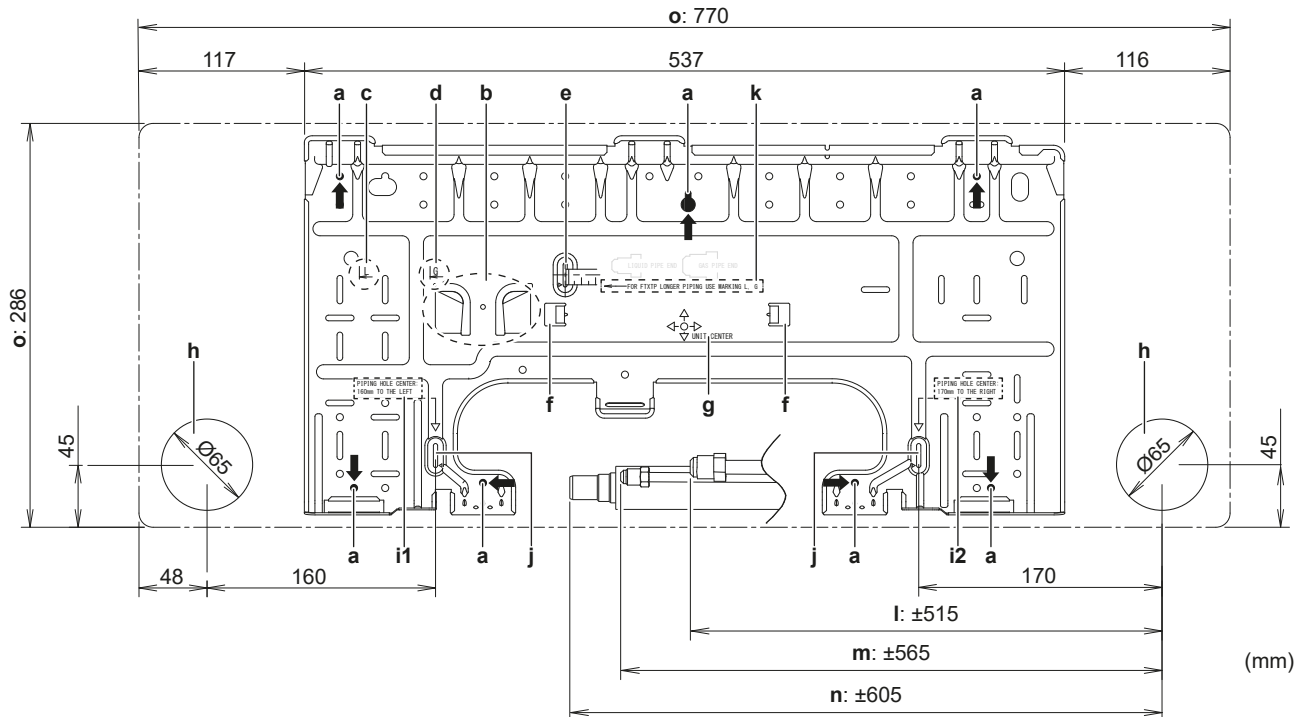 o: 770
117
537
116
a
c
d
b
e
a
k
a
L
G
LIQUID PIPE END
GAS PIPE END
FOR FTXTP LONGER PIPING USE MARKING L, G
o: 286
UNIT CENTER
h
f
g
f
h
PIPING HOLE CENTER:
160mm TO THE LEFT
PIPING HOLE CENTER:
170mm TO THE RIGHT
45
Ø65
Ø65
45
a
i1
a
j
j
a
i2
a
48
160
170
l: ±515
m: ±565
(mm)
n: ±605